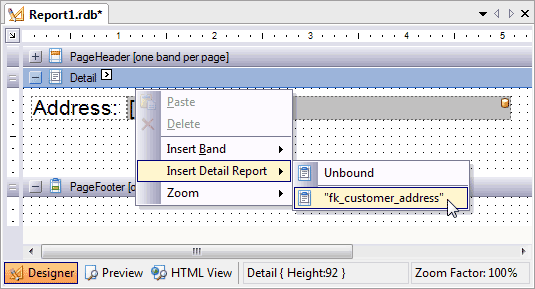 Report1.rdb*
1 2 3 4 5
PageHeader [one band per page]
Detail
Address: [
Paste
Delete
Insert Band
Insert Detail Report
Zoom
Unbound
"fk_customer_address"
PageFooter [o
Designer Preview HTML View Detail { Height:92 } Zoom Factor: 100%